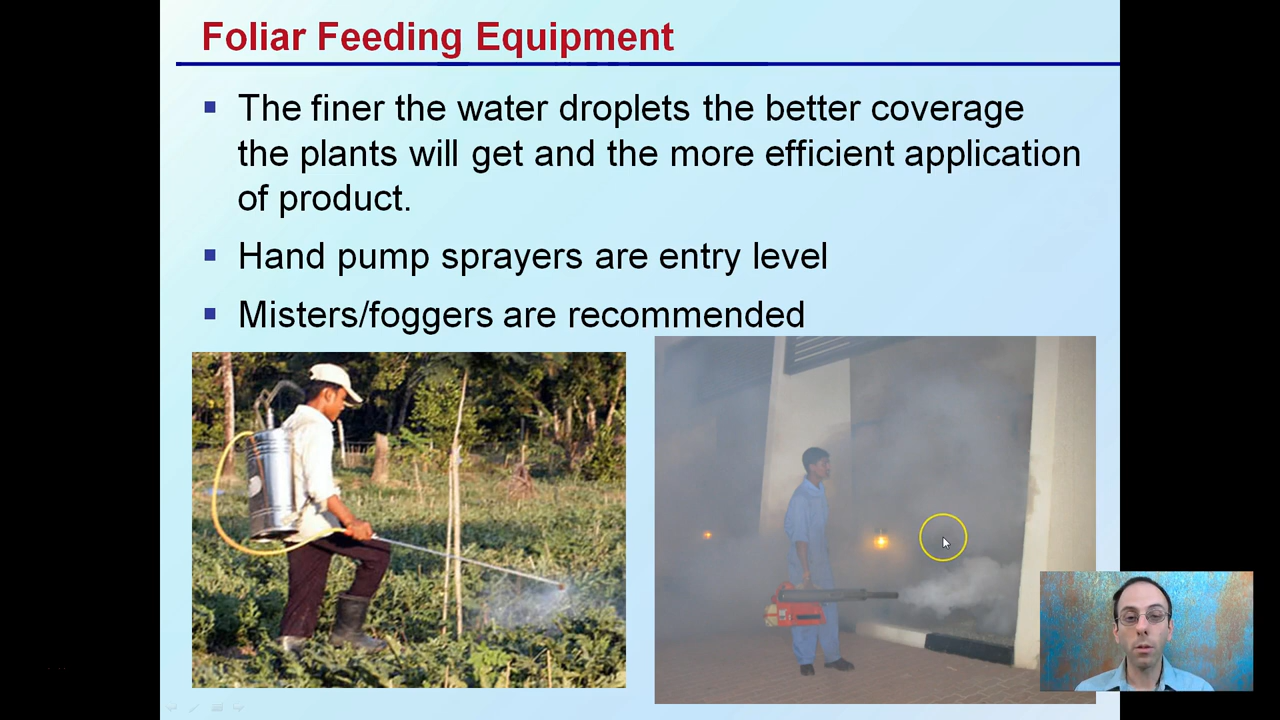 Foliar Feeding Equipment
The finer the water droplets the better coverage
the plants will get and the more efficient application
of product.
Hand pump sprayers are entry level
Misters/foggers are recommended